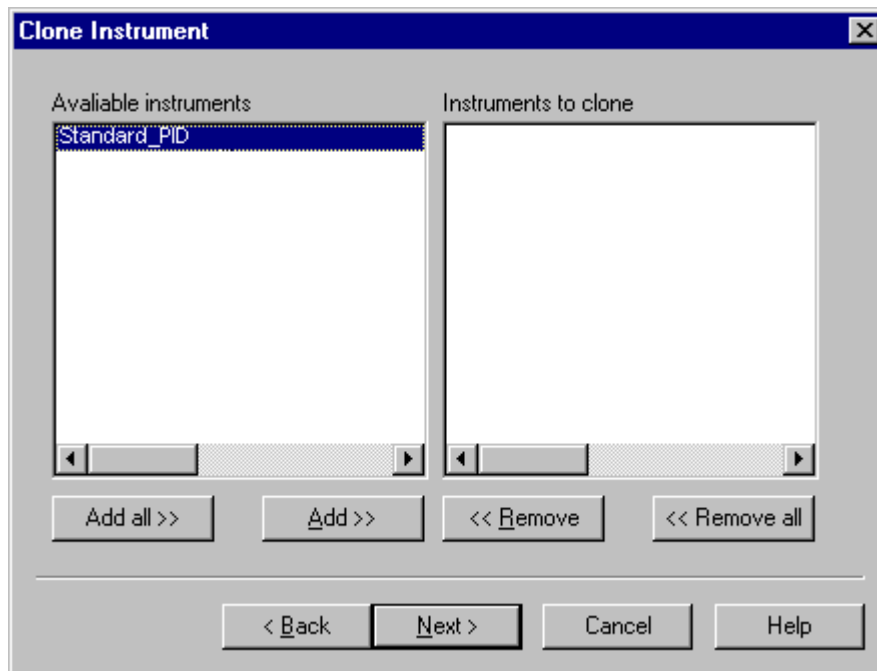 Clone Instrument
Avaliable instruments
Instruments to clone
Standard_PID
Add all >>
Add >>
<< Remove
<< Remove all
< Back
Next >
Cancel
Help